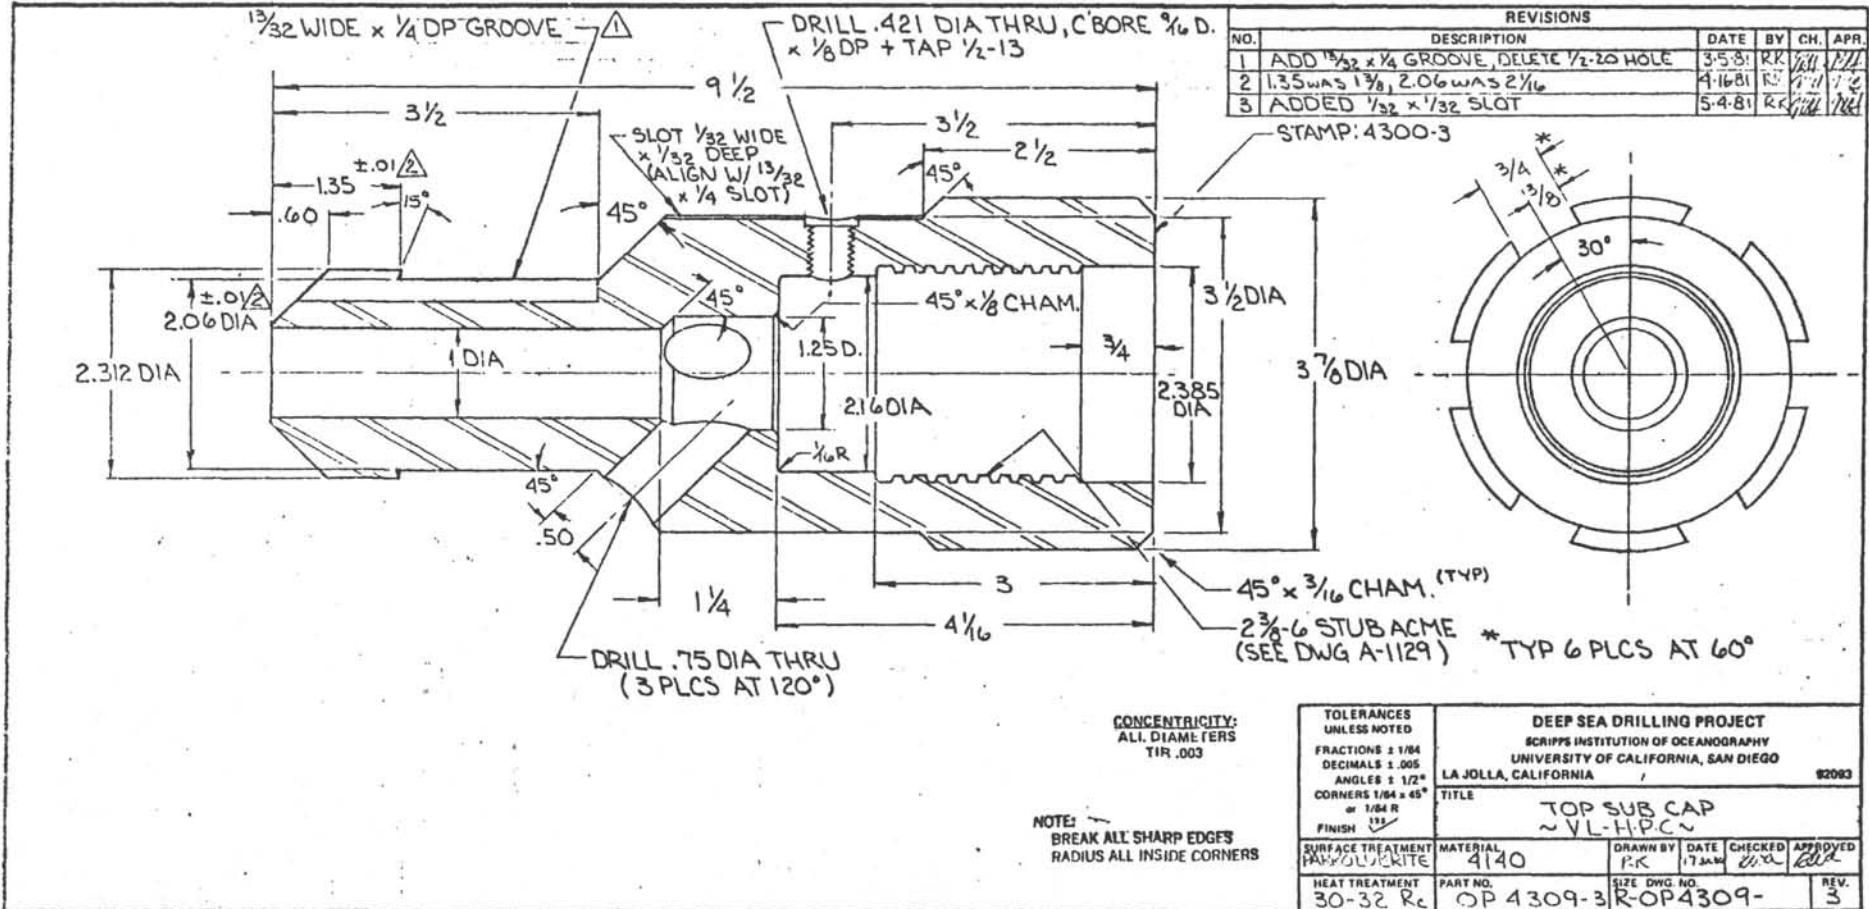 13/32 WIDE x 1/4 DP GROOVE
1
DRILL .421 DIA THRU, C'BORE 9/16 D.
x 1/8 DP + TAP 1/2-13
REVISIONS
NO. DESCRIPTION DATE BY CH. APR.
1 ADD 13/32 x 1/4 GROOVE, DELETE 1/2-20 HOLE 3-5-81 RK
2 1.35 WAS 1 3/8, 2.06 WAS 2 1/16 4-16-81
3 ADDED 1/32 x 1/32 SLOT 5-4-81 RK
9 1/2
3 1/2
3 1/2
2 1/2
SLOT 1/32 WIDE
x 1/32 DEEP
(ALIGN W/ 13/32
x 1/4 SLOT)
STAMP: 4300-3
±.01 2
1.35
15°
.60
45°
45°
3/4
*
*
3/8
30°
±.01 2
2.06 DIA
45°
45° x 1/8 CHAM.
3 1/2 DIA
1 DIA
1.25 D.
3/4
2.312 DIA
3 7/8 DIA
2.16 DIA
2.385
DIA
1/16 R
45°
.50
3
45° x 3/16 CHAM. (TYP)
1 1/4
4 1/16
2 3/8-6 STUB ACME
(SEE DWG A-1129)
*TYP 6 PLCS AT 60°
DRILL .75 DIA THRU
(3 PLCS AT 120°)
CONCENTRICITY:
ALL DIAMETERS
TIR .003
NOTE:
BREAK ALL SHARP EDGES
RADIUS ALL INSIDE CORNERS
TOLERANCES
UNLESS NOTED
FRACTIONS ± 1/64
DECIMALS ± .005
ANGLES ± 1/2°
CORNERS 1/64 x 45°
or 1/64 R
FINISH
DEEP SEA DRILLING PROJECT
SCRIPPS INSTITUTION OF OCEANOGRAPHY
UNIVERSITY OF CALIFORNIA, SAN DIEGO
LA JOLLA, CALIFORNIA 92093
TITLE
TOP SUB CAP
~ VL-H.P.C ~
SURFACE TREATMENT
MATERIAL
4140
DRAWN BY
RK
DATE
CHECKED
APPROVED
HEAT TREATMENT
30-32 Rc
PART NO.
OP 4309-3
SIZE DWG. NO.
R-OP4309-
REV.
3